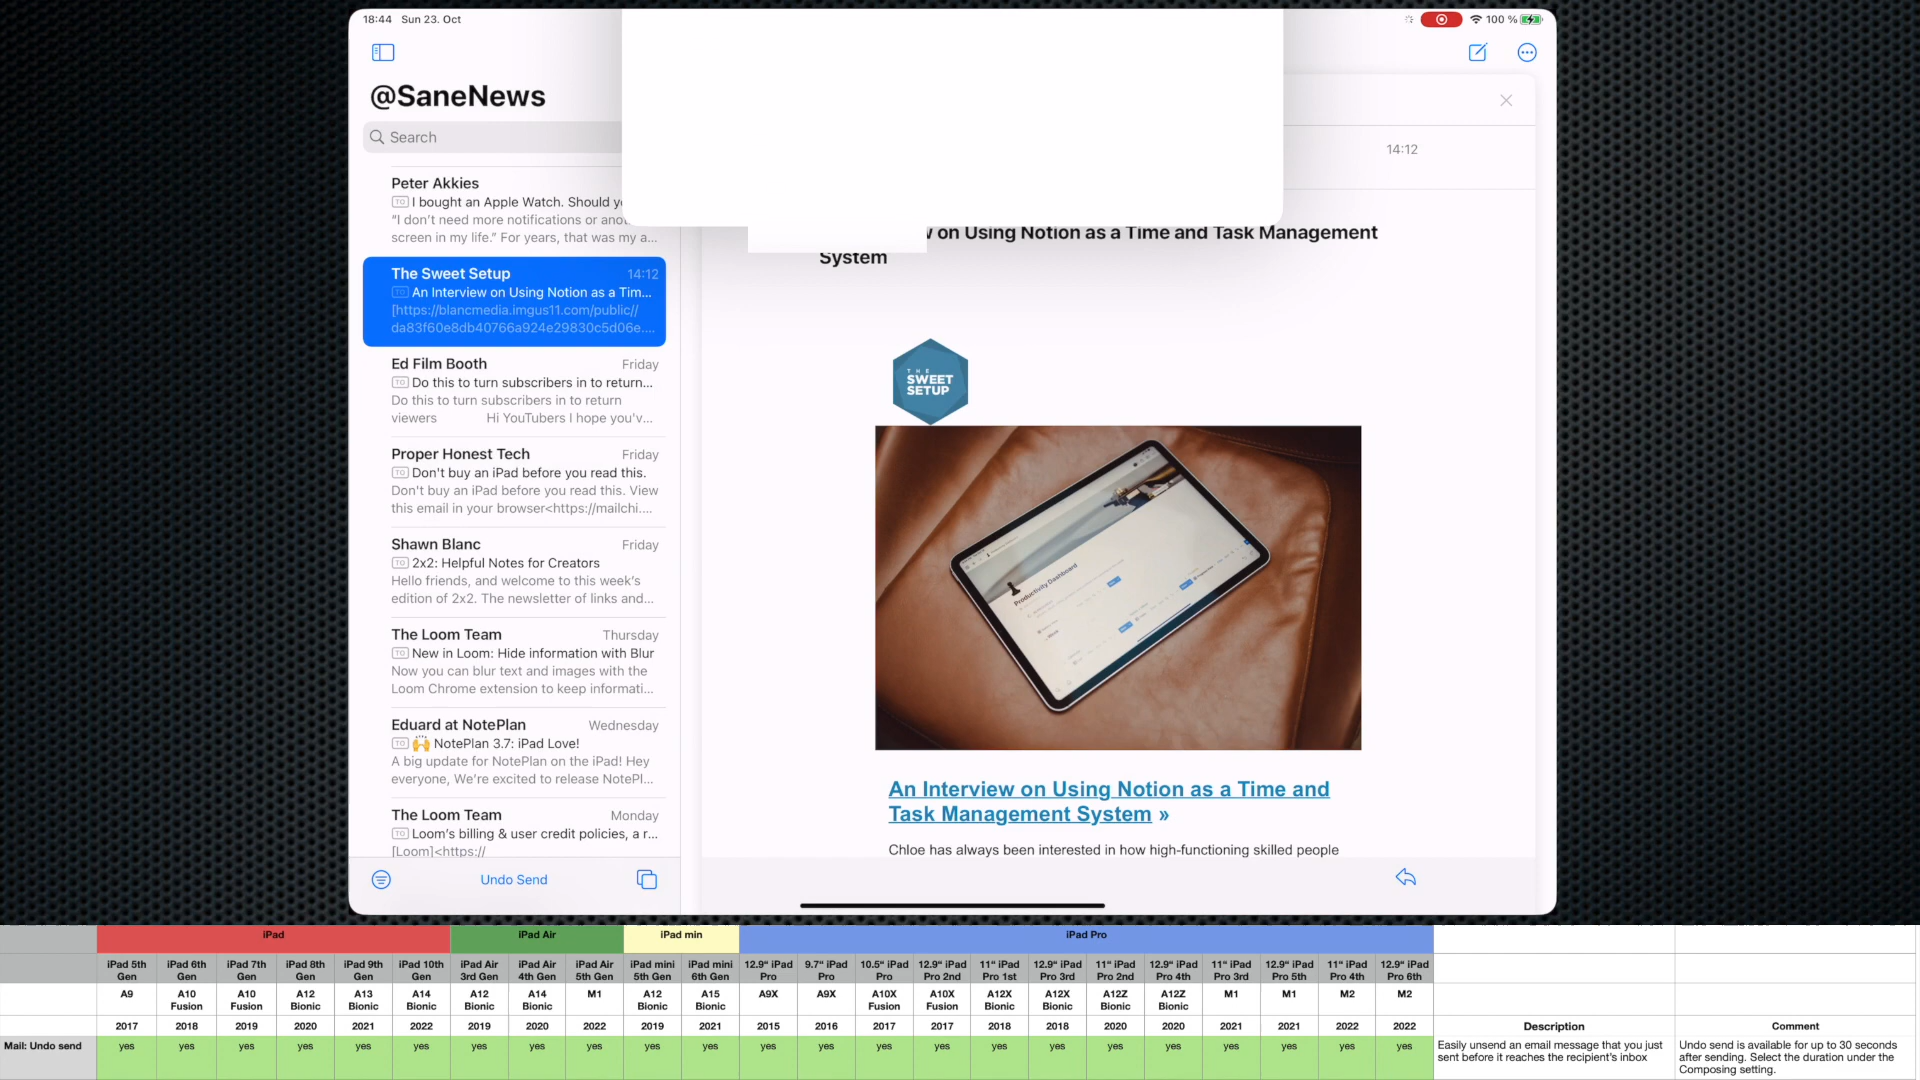 18:44 Sun 23. Oct
100 %
@SaneNews
Search
14:12
Peter Akkies
TO I bought an Apple Watch. Should
“I don’t need more notifications or
screen in my life.” For years, that was my a...
on Using Notion as a Time and Task Management
System
The Sweet Setup 14:12
TO An Interview on Using Notion as a Tim...
[https://blancmedia.imgus11.com/public//
da83f60e8db40766a924e29830c5d06e....
Ed Film Booth Friday
TO Do this to turn subscribers in to return...
Do this to turn subscribers in to return
viewers Hi YouTubers I hope you'v...
Proper Honest Tech Friday
TO Don't buy an iPad before you read this.
Don't buy an iPad before you read this. View
this email in your browser<https://mailchi....
Shawn Blanc Friday
TO 2x2: Helpful Notes for Creators
Hello friends, and welcome to this week’s
edition of 2x2. The newsletter of links and...
The Loom Team Thursday
TO New in Loom: Hide information with Blur
Now you can blur text and images with the
Loom Chrome extension to keep informati...
Eduard at NotePlan Wednesday
TO 🙌 NotePlan 3.7: iPad Love!
A big update for NotePlan on the iPad! Hey
everyone, We’re excited to release NotePl...
The Loom Team Monday
TO Loom’s billing & user credit policies, a r...
[Loom]<https://
Undo Send
THE
SWEET
SETUP
Productivity Dashboard
An Interview on Using Notion as a Time and
Task Management System »
Chloe has always been interested in how high-functioning skilled people
iPad iPad Air iPad min iPad Pro
iPad 5th Gen iPad 6th Gen iPad 7th Gen iPad 8th Gen iPad 9th Gen iPad 10th Gen iPad Air 3rd Gen iPad Air 4th Gen iPad Air 5th Gen iPad mini 5th Gen iPad mini 6th Gen 12.9“ iPad Pro 9.7“ iPad Pro 10.5“ iPad Pro 12.9“ iPad Pro 2nd 11“ iPad Pro 1st 12.9“ iPad Pro 3rd 11“ iPad Pro 2nd 12.9“ iPad Pro 4th 11“ iPad Pro 3rd 12.9“ iPad Pro 5th 11“ iPad Pro 4th 12.9“ iPad Pro 6th
A9 A10 Fusion A10 Fusion A12 Bionic A13 Bionic A14 Bionic A12 Bionic A14 Bionic M1 A12 Bionic A15 Bionic A9X A9X A10X Fusion A10X Fusion A12X Bionic A12X Bionic A12Z Bionic A12Z Bionic M1 M1 M2 M2
2017 2018 2019 2020 2021 2022 2019 2020 2022 2019 2021 2015 2016 2017 2017 2018 2018 2020 2020 2021 2021 2022 2022 Description Comment
Mail: Undo send yes yes yes yes yes yes yes yes yes yes yes yes yes yes yes yes yes yes yes yes yes yes yes
Easily unsend an email message that you just
sent before it reaches the recipient’s inbox
Undo send is available for up to 30 seconds
after sending. Select the duration under the
Composing setting.